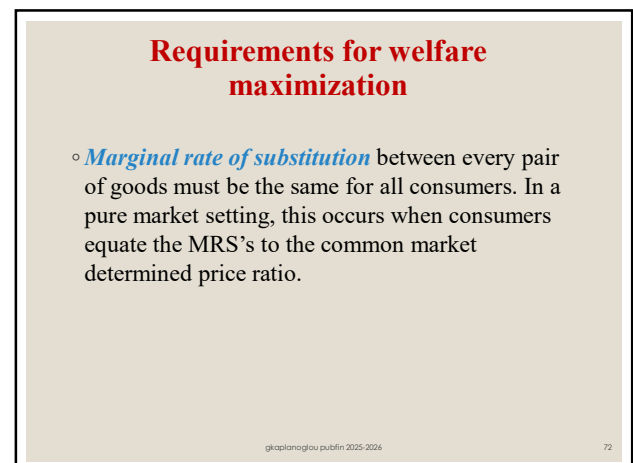 Requirements for welfare
maximization
◦ Marginal rate of substitution between every pair
of goods must be the same for all consumers. In a
pure market setting, this occurs when consumers
equate the MRS’s to the common market
determined price ratio.
gkaplanoglou pubfin 2025-2026
72